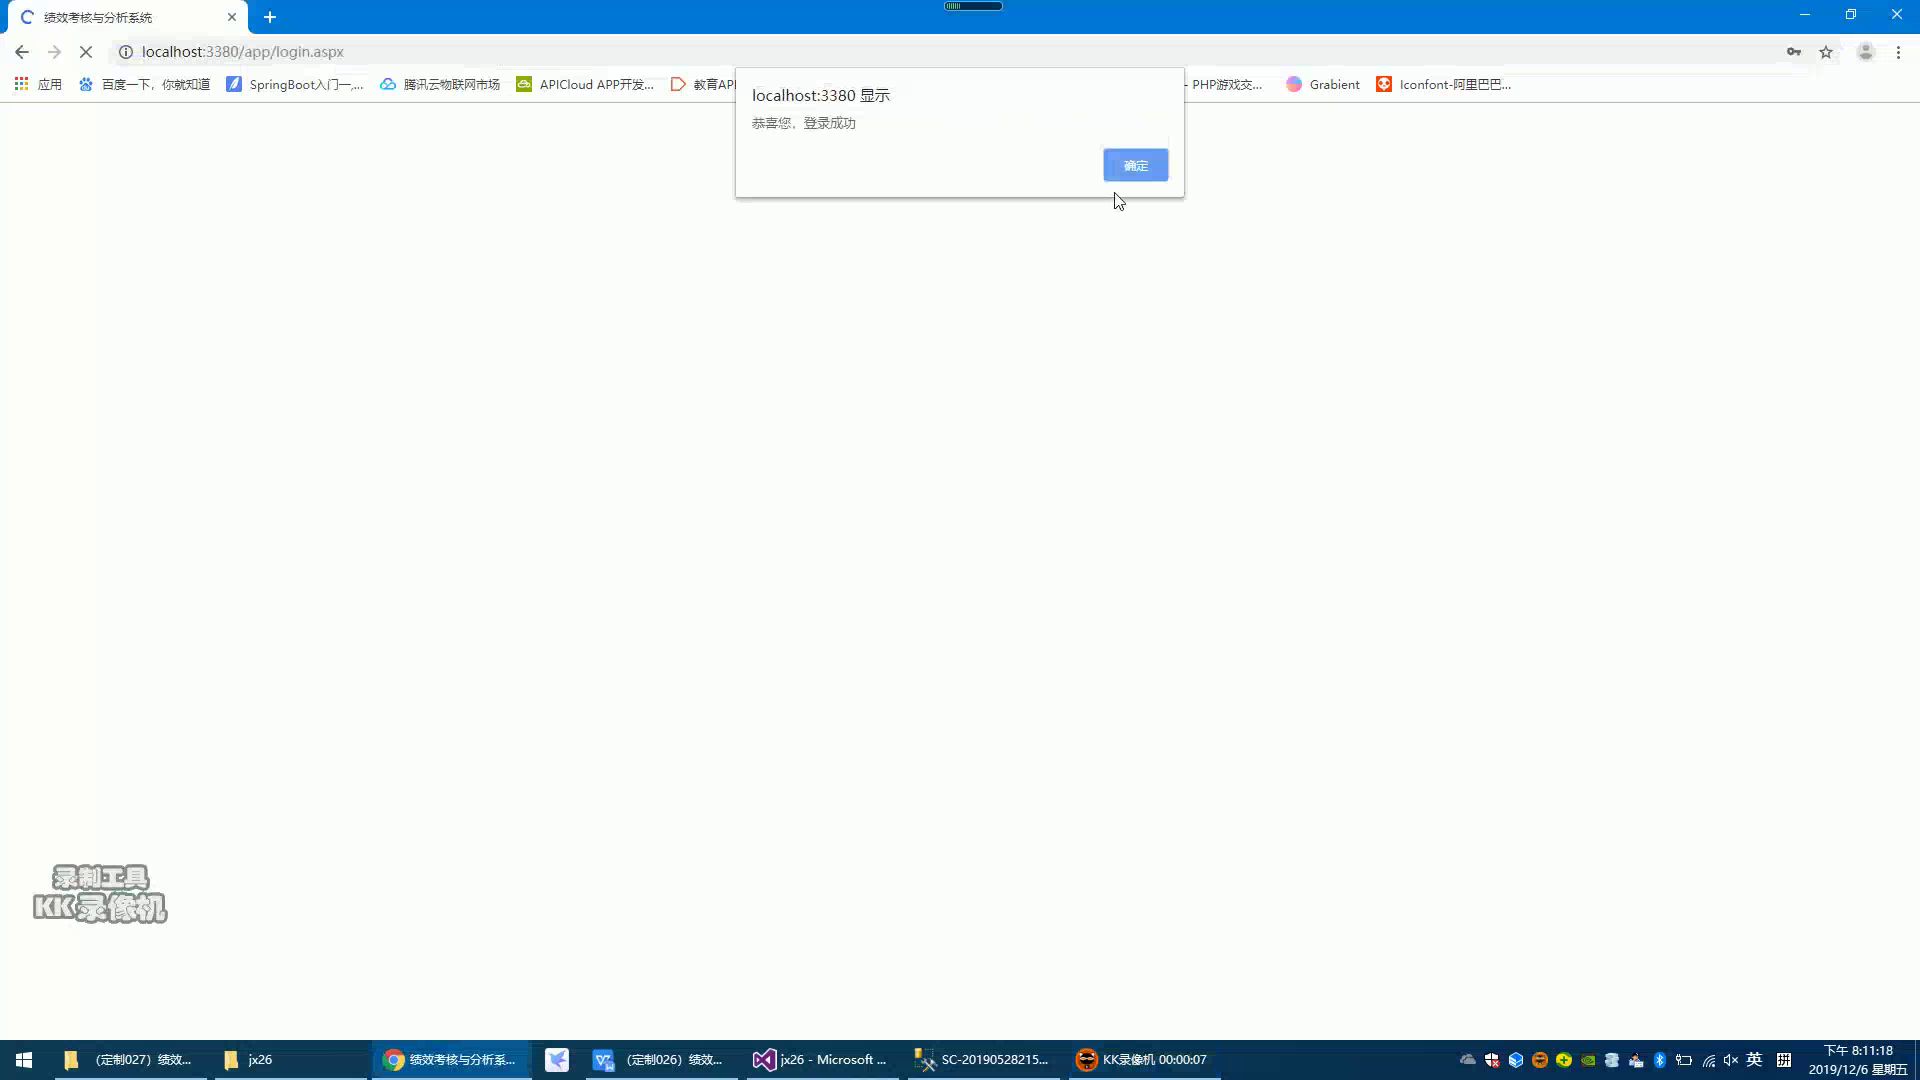 绩效考核与分析系统
localhost:3380/app/login.aspx
应用
百度一下，你就知道
SpringBoot入门一,...
腾讯云物联网市场
APICloud APP开发...
教育API
- PHP游戏交...
Grabient
Iconfont-阿里巴巴...
localhost:3380 显示
恭喜您，登录成功
确定
录制工具
KK录像机
（定制027）绩效...
jx26
绩效考核与分析系...
（定制026）绩效...
jx26 - Microsoft ...
SC-20190528215...
KK录像机 00:00:07
英
拼
下午 8:11:18
2019/12/6 星期五